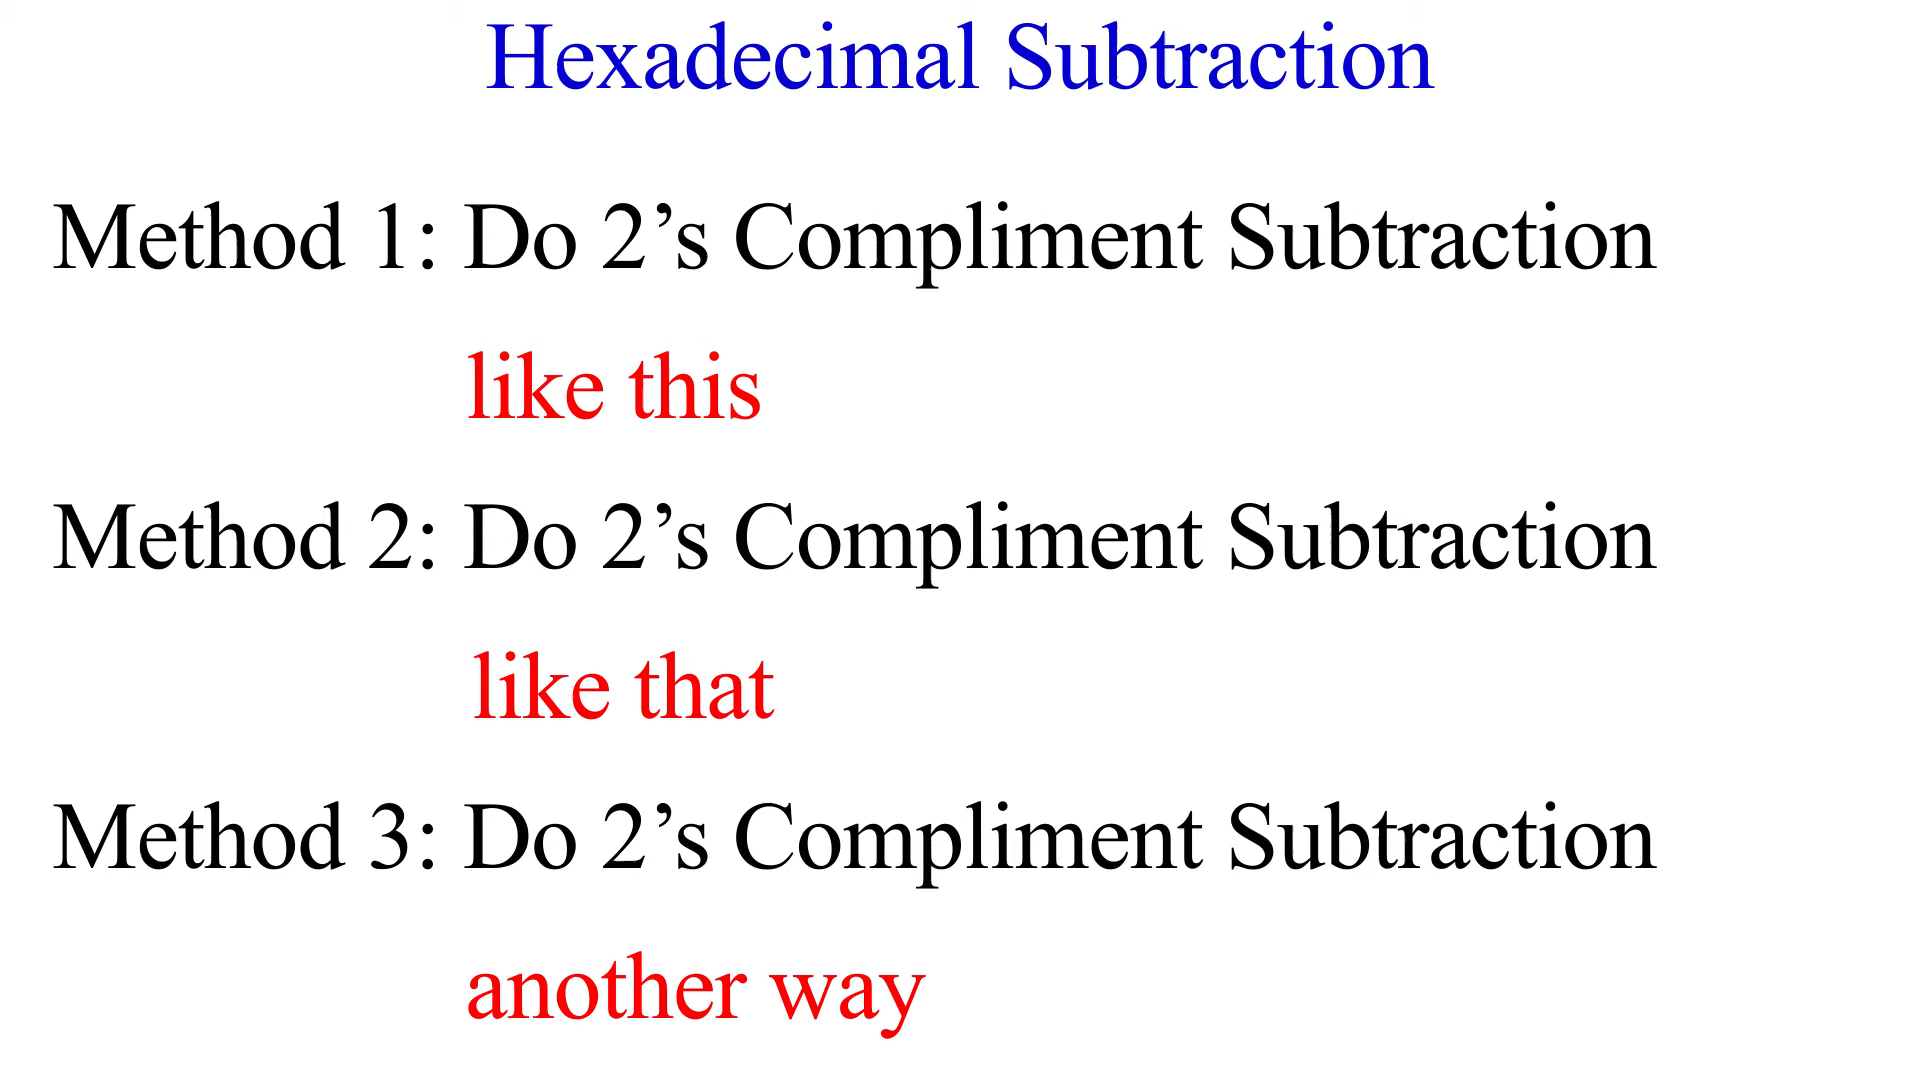 Hexadecimal Subtraction
Method 1: Do 2’s Compliment Subtraction
like this
Method 2: Do 2’s Compliment Subtraction
like that
Method 3: Do 2’s Compliment Subtraction
another way